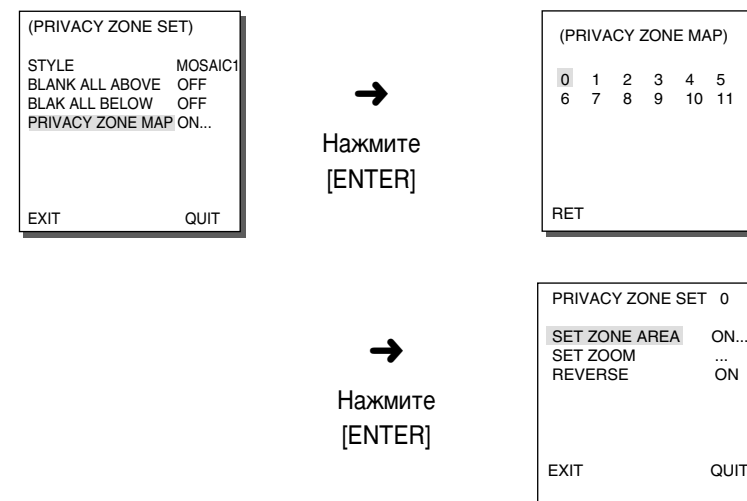 (PRIVACY ZONE SET)
STYLE MOSAIC1
BLANK ALL ABOVE OFF
BLAK ALL BELOW OFF
PRIVACY ZONE MAP ON...
EXIT QUIT
Нажмите
[ENTER]
(PRIVACY ZONE MAP)
0 1 2 3 4 5
6 7 8 9 10 11
RET
Нажмите
[ENTER]
PRIVACY ZONE SET 0
SET ZONE AREA ON...
SET ZOOM ...
REVERSE ON
EXIT QUIT